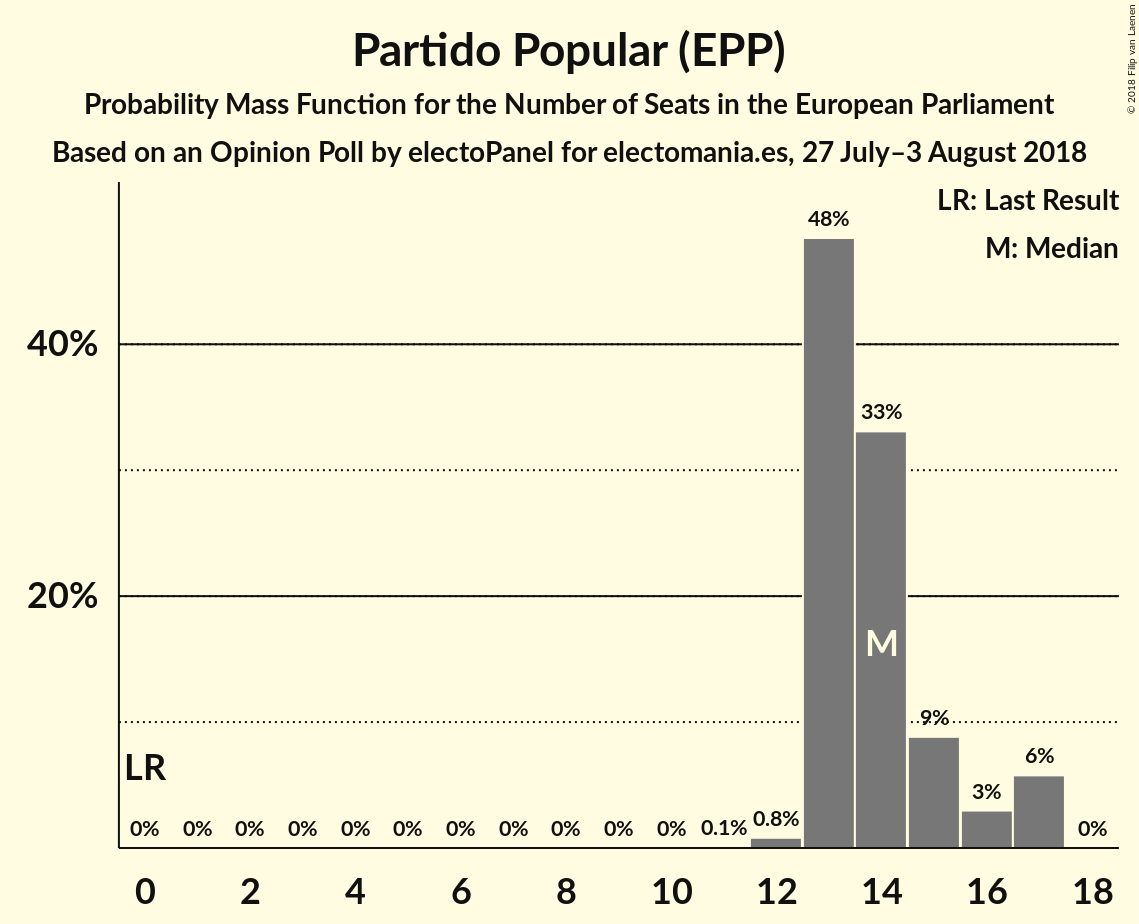 Partido Popular (EPP)
Probability Mass Function for the Number of Seats in the European Parliament
Based on an Opinion Poll by electoPanel for electomania.es, 27 July–3 August 2018
© 2018 Filip van Laenen
LR: Last Result
M: Median
48%
40%
33%
20%
M
9%
LR
6%
3%
0% 0% 0% 0% 0% 0% 0% 0% 0% 0% 0% 0.1% 0.8% 0%
0 2 4 6 8 10 12 14 16 18